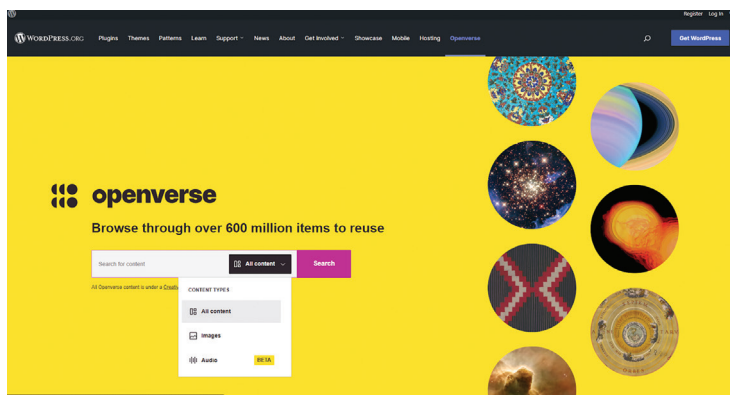 Register Log In
WORDPRESS.ORG Plugins Themes Patterns Learn Support News About Get Involved Showcase Mobile Hosting Openverse Get WordPress
openverse
Browse through over 600 million items to reuse
Search for content All content Search
All Openverse content is under a Creativ
CONTENT TYPES
All content
Images
Audio BETA